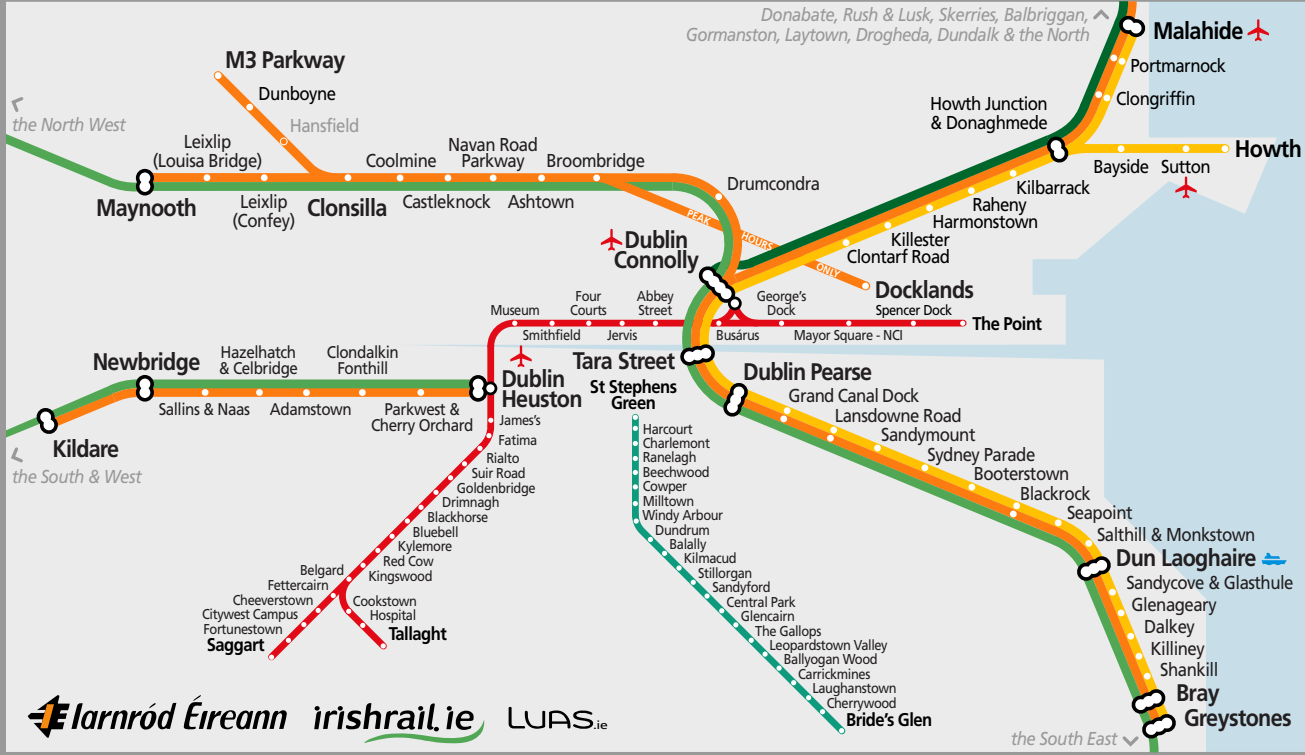 Donabate, Rush & Lusk, Skerries, Balbriggan,
Gormanston, Laytown, Drogheda, Dundalk & the North
Malahide
Portmarnock
Clongriffin
Howth Junction
& Donaghmede
Howth
Bayside
Sutton
Kilbarrack
Raheny
Harmonstown
Killester
Clontarf Road
M3 Parkway
Dunboyne
Hansfield
the North West
Leixlip
(Louisa Bridge)
Maynooth
Leixlip
(Confey)
Clonsilla
Coolmine
Castleknock
Navan Road
Parkway
Ashtown
Broombridge
Drumcondra
PEAK
HOURS
ONLY
Docklands
Dublin
Connolly
Museum
Smithfield
Four
Courts
Jervis
Abbey
Street
Busárus
George's
Dock
Mayor Square - NCI
Spencer Dock
The Point
Newbridge
Hazelhatch
& Celbridge
Clondalkin
Fonthill
Sallins & Naas
Adamstown
Parkwest &
Cherry Orchard
Kildare
the South & West
Dublin
Heuston
Tara Street
St Stephens
Green
Dublin Pearse
Grand Canal Dock
Lansdowne Road
Sandymount
Sydney Parade
Booterstown
Blackrock
Seapoint
Salthill & Monkstown
Dun Laoghaire
Sandycove & Glasthule
Glenageary
Dalkey
Killiney
Shankill
Bray
Greystones
the South East
James's
Fatima
Rialto
Suir Road
Goldenbridge
Drimnagh
Blackhorse
Bluebell
Kylemore
Red Cow
Kingswood
Belgard
Fettercairn
Cheeverstown
Citywest Campus
Fortunestown
Saggart
Cookstown
Hospital
Tallaght
Harcourt
Charlemont
Ranelagh
Beechwood
Cowper
Milltown
Windy Arbour
Dundrum
Balally
Kilmacud
Stillorgan
Sandyford
Central Park
Glencairn
The Gallops
Leopardstown Valley
Ballyogan Wood
Carrickmines
Laughanstown
Cherrywood
Bride's Glen
Iarnród Éireann
irishrail.ie
LUAS.ie